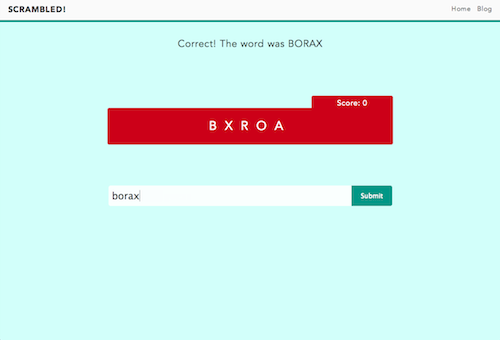 SCRAMBLED!
Home Blog
Correct! The word was BORAX
Score: 0
B X R O A
borax
Submit